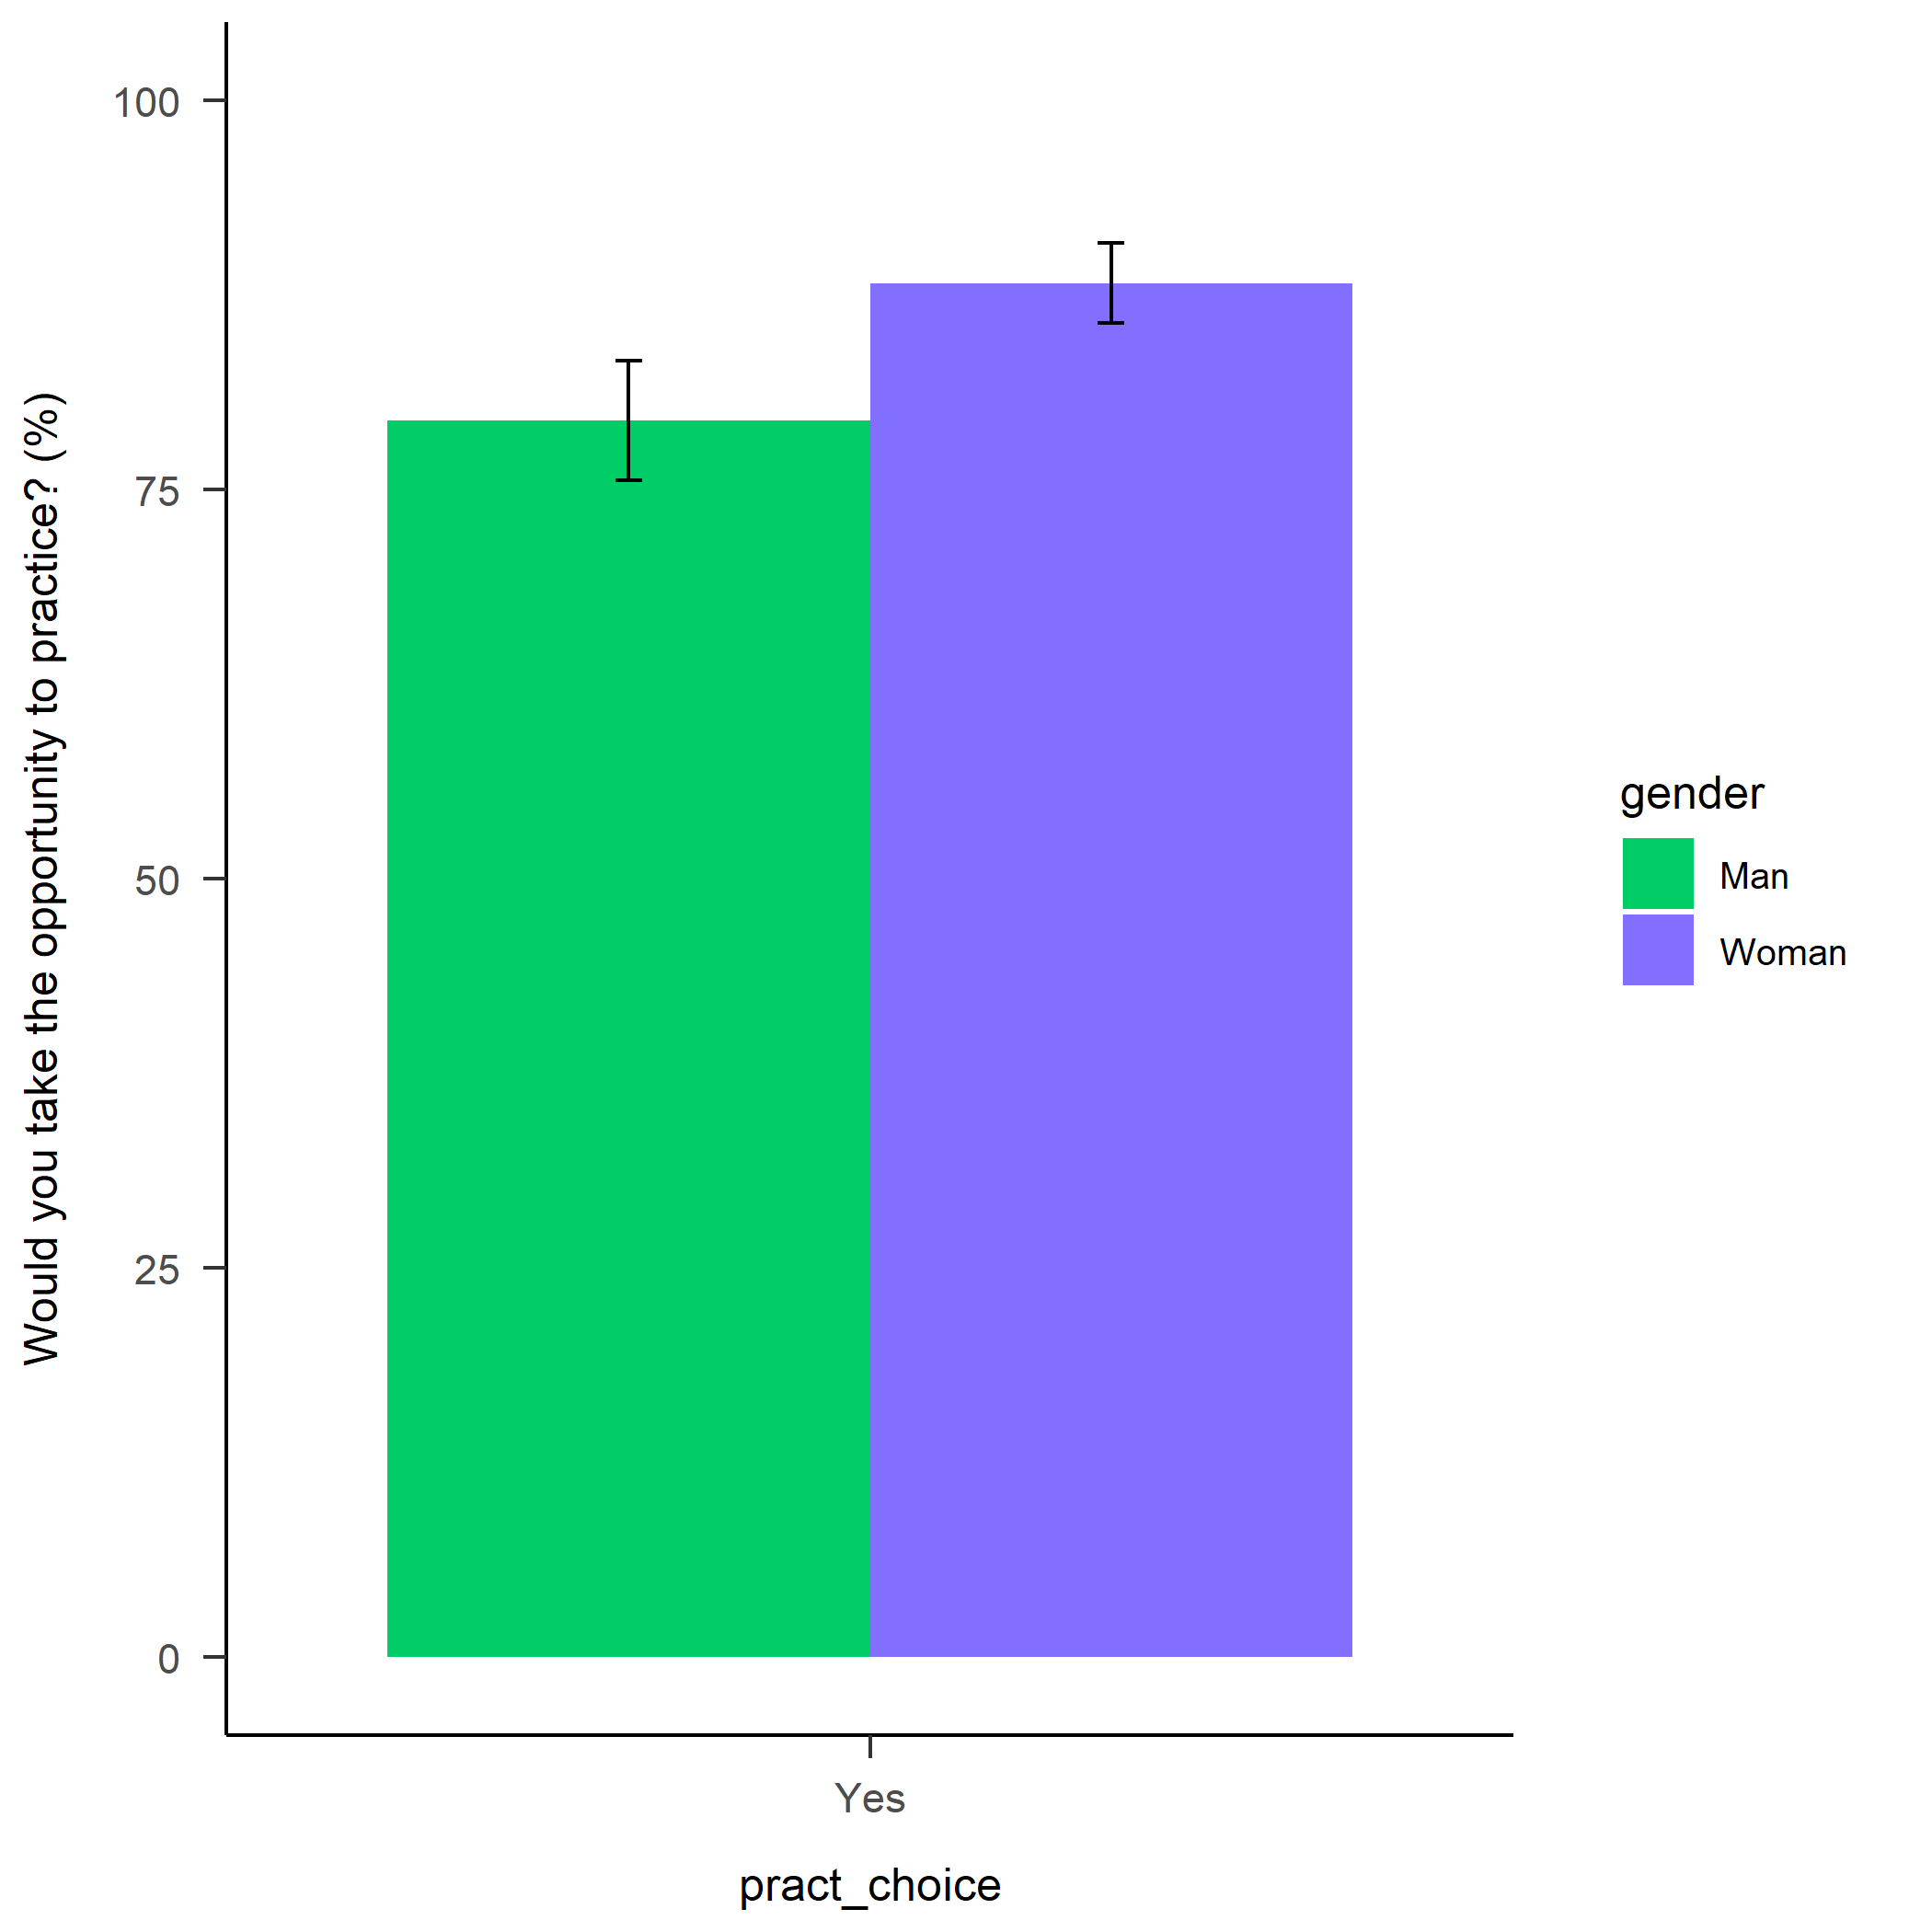 Would you take the opportunity to practice? (%)
100
75
50
25
0
Yes
pract_choice
gender
Man
Woman